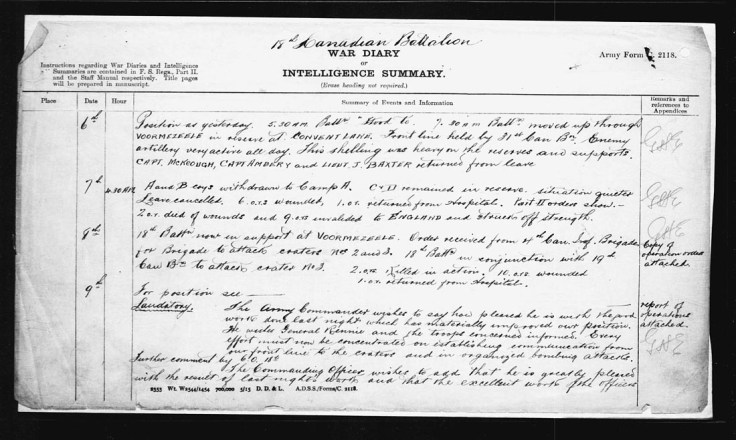 18th Canadian Battalion
WAR DIARY
OR
INTELLIGENCE SUMMARY.
(Erase heading not required.)
Army Form C. 2118.
Instructions regarding War Diaries and Intelligence
Summaries are contained in F. S. Regs., Part II.
and the Staff Manual respectively. Title pages
will be prepared in manuscript.
Place Date Hour Summary of Events and Information Remarks and references to Appendices
6th Position as yesterday. 5.30 A.M. Battn "Stood to. 7.30 A.M Battn moved up through
VOORMEZEELE in reserve at CONVENT LANE. Front line held by 31st Can Bn. Enemy
artillery very active all day. This shelling was heavy on the reserves and supports.
CAPT. McKEOUGH, CAPT AMBERY and LIEUT. J. BAXTER returned from leave
7th 4.30 AM A and B coys withdrawn to Camp A. C & D remained in reserve. situation quieter
Leave cancelled. 6 o.r.s wounded, 1.or. returned from Hospital. Part II orders show. —
2 o.r. died of wounds and 9 o.r.s invalided to ENGLAND and struck off strength.
8th 18th Battn now in support at VOORMEZEELE. Order received from 4th Can. Inf. Brigade
for Brigade to attack craters Nos 2 and 3. 18th Battn in conjunction with 19th
Can Bn to attack crater No 3. 2.o.r.s Killed in action. 10.o.r.s wounded
1.o.r. returned from Hospital.
Copy of
operation orders
attached.
9th For position see —
Laudatory. The Army Commander wishes to say how pleased he is with the good
work done last night which has materially improved our position.
He wishes General Rennie and the troops concerned informed. Every
effort must now be concentrated on establishing communication from
our front line to the craters and in organized bombing attacks.
report of
operations
attached.
Further comment by C.O. is
The Commanding Officer wishes to add that he is greatly pleased
with the result of last nights work and that the excellent work of the officers
2353 Wt. W2544/1454 700,000 5/15 D. D. & L. A.D.S.S./Forms/C. 2118.